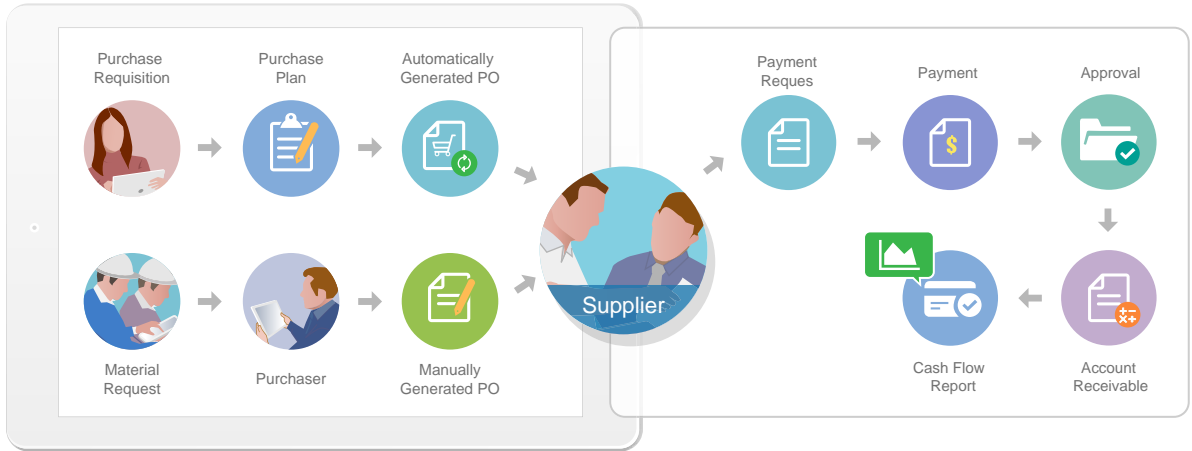 Purchase
Requisition
Purchase
Plan
Automatically
Generated PO
Material
Request
Purchaser
Manually
Generated PO
Supplier
Payment
Reques
Payment
$
Approval
Cash Flow
Report
Account
Receivable